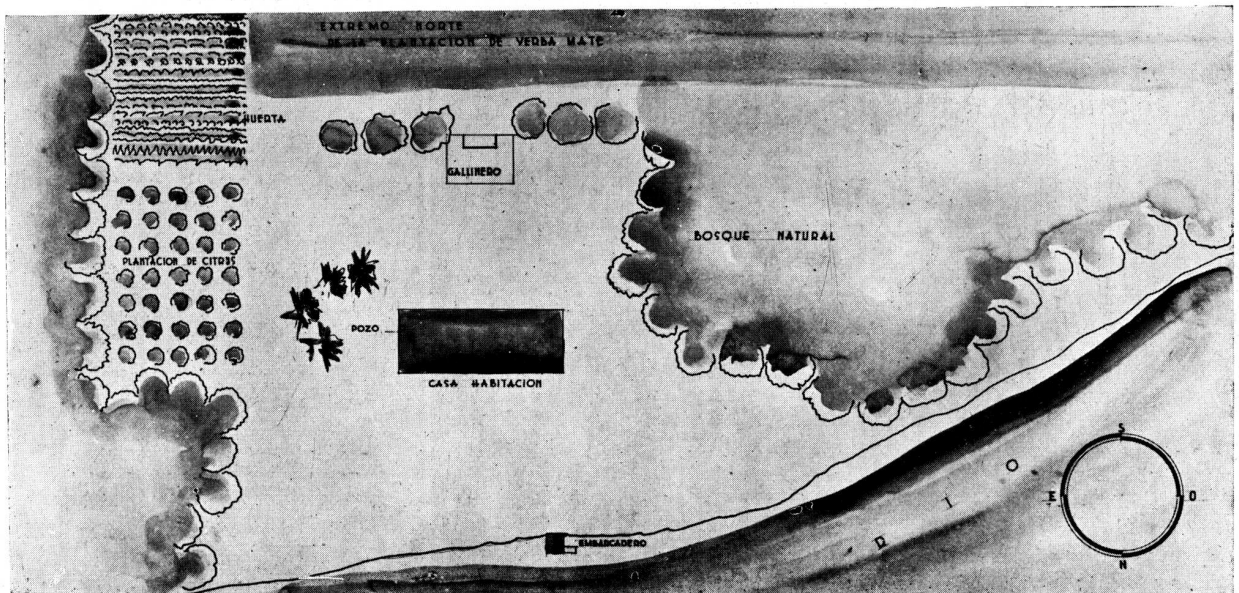 EXTREMO NORTE
DE LA PLANTACION DE YERBA MATE
HUERTA
GALLINERO
BOSQUE NATURAL
PLANTACION DE CITRUS
POZO
CASA HABITACION
S
E
O
N
RIO
EMBARCADERO